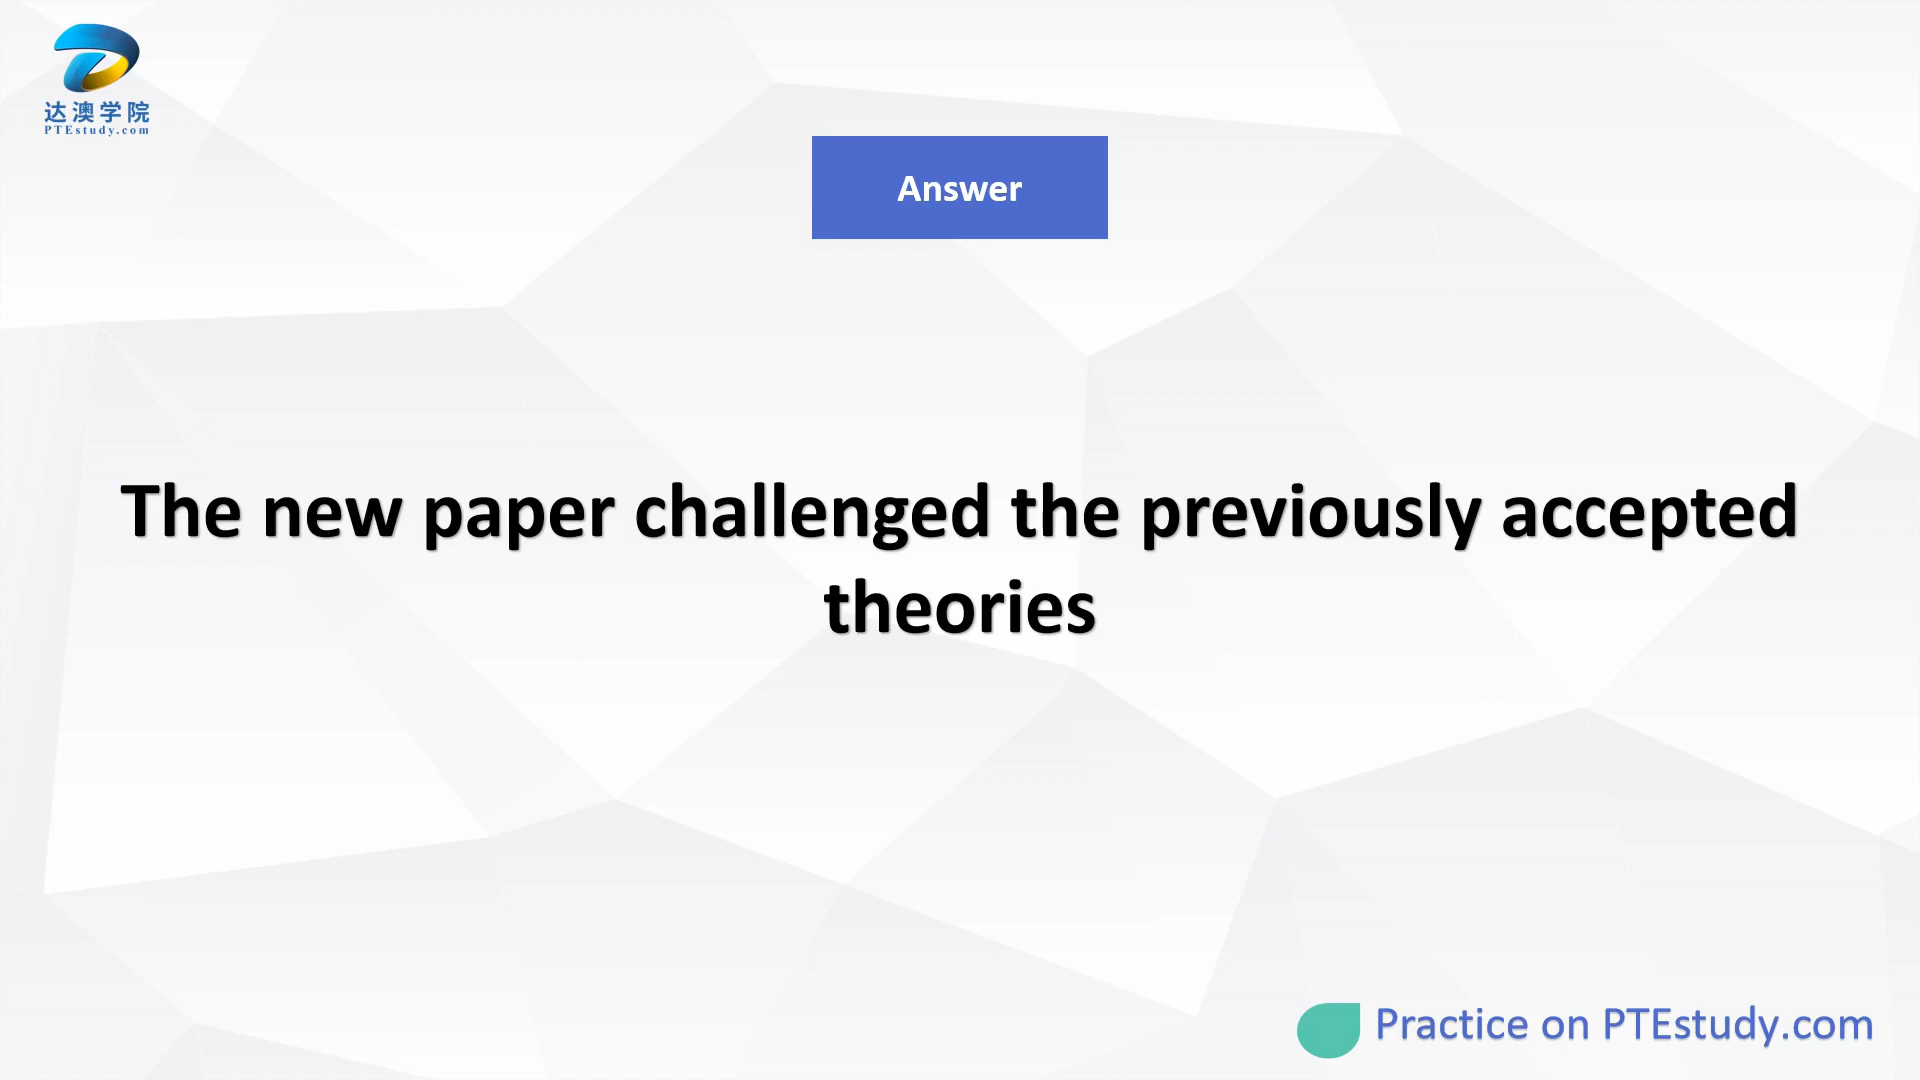 达澳学院
PTEstudy.com
Answer
The new paper challenged the previously accepted
theories
Practice on PTEstudy.com